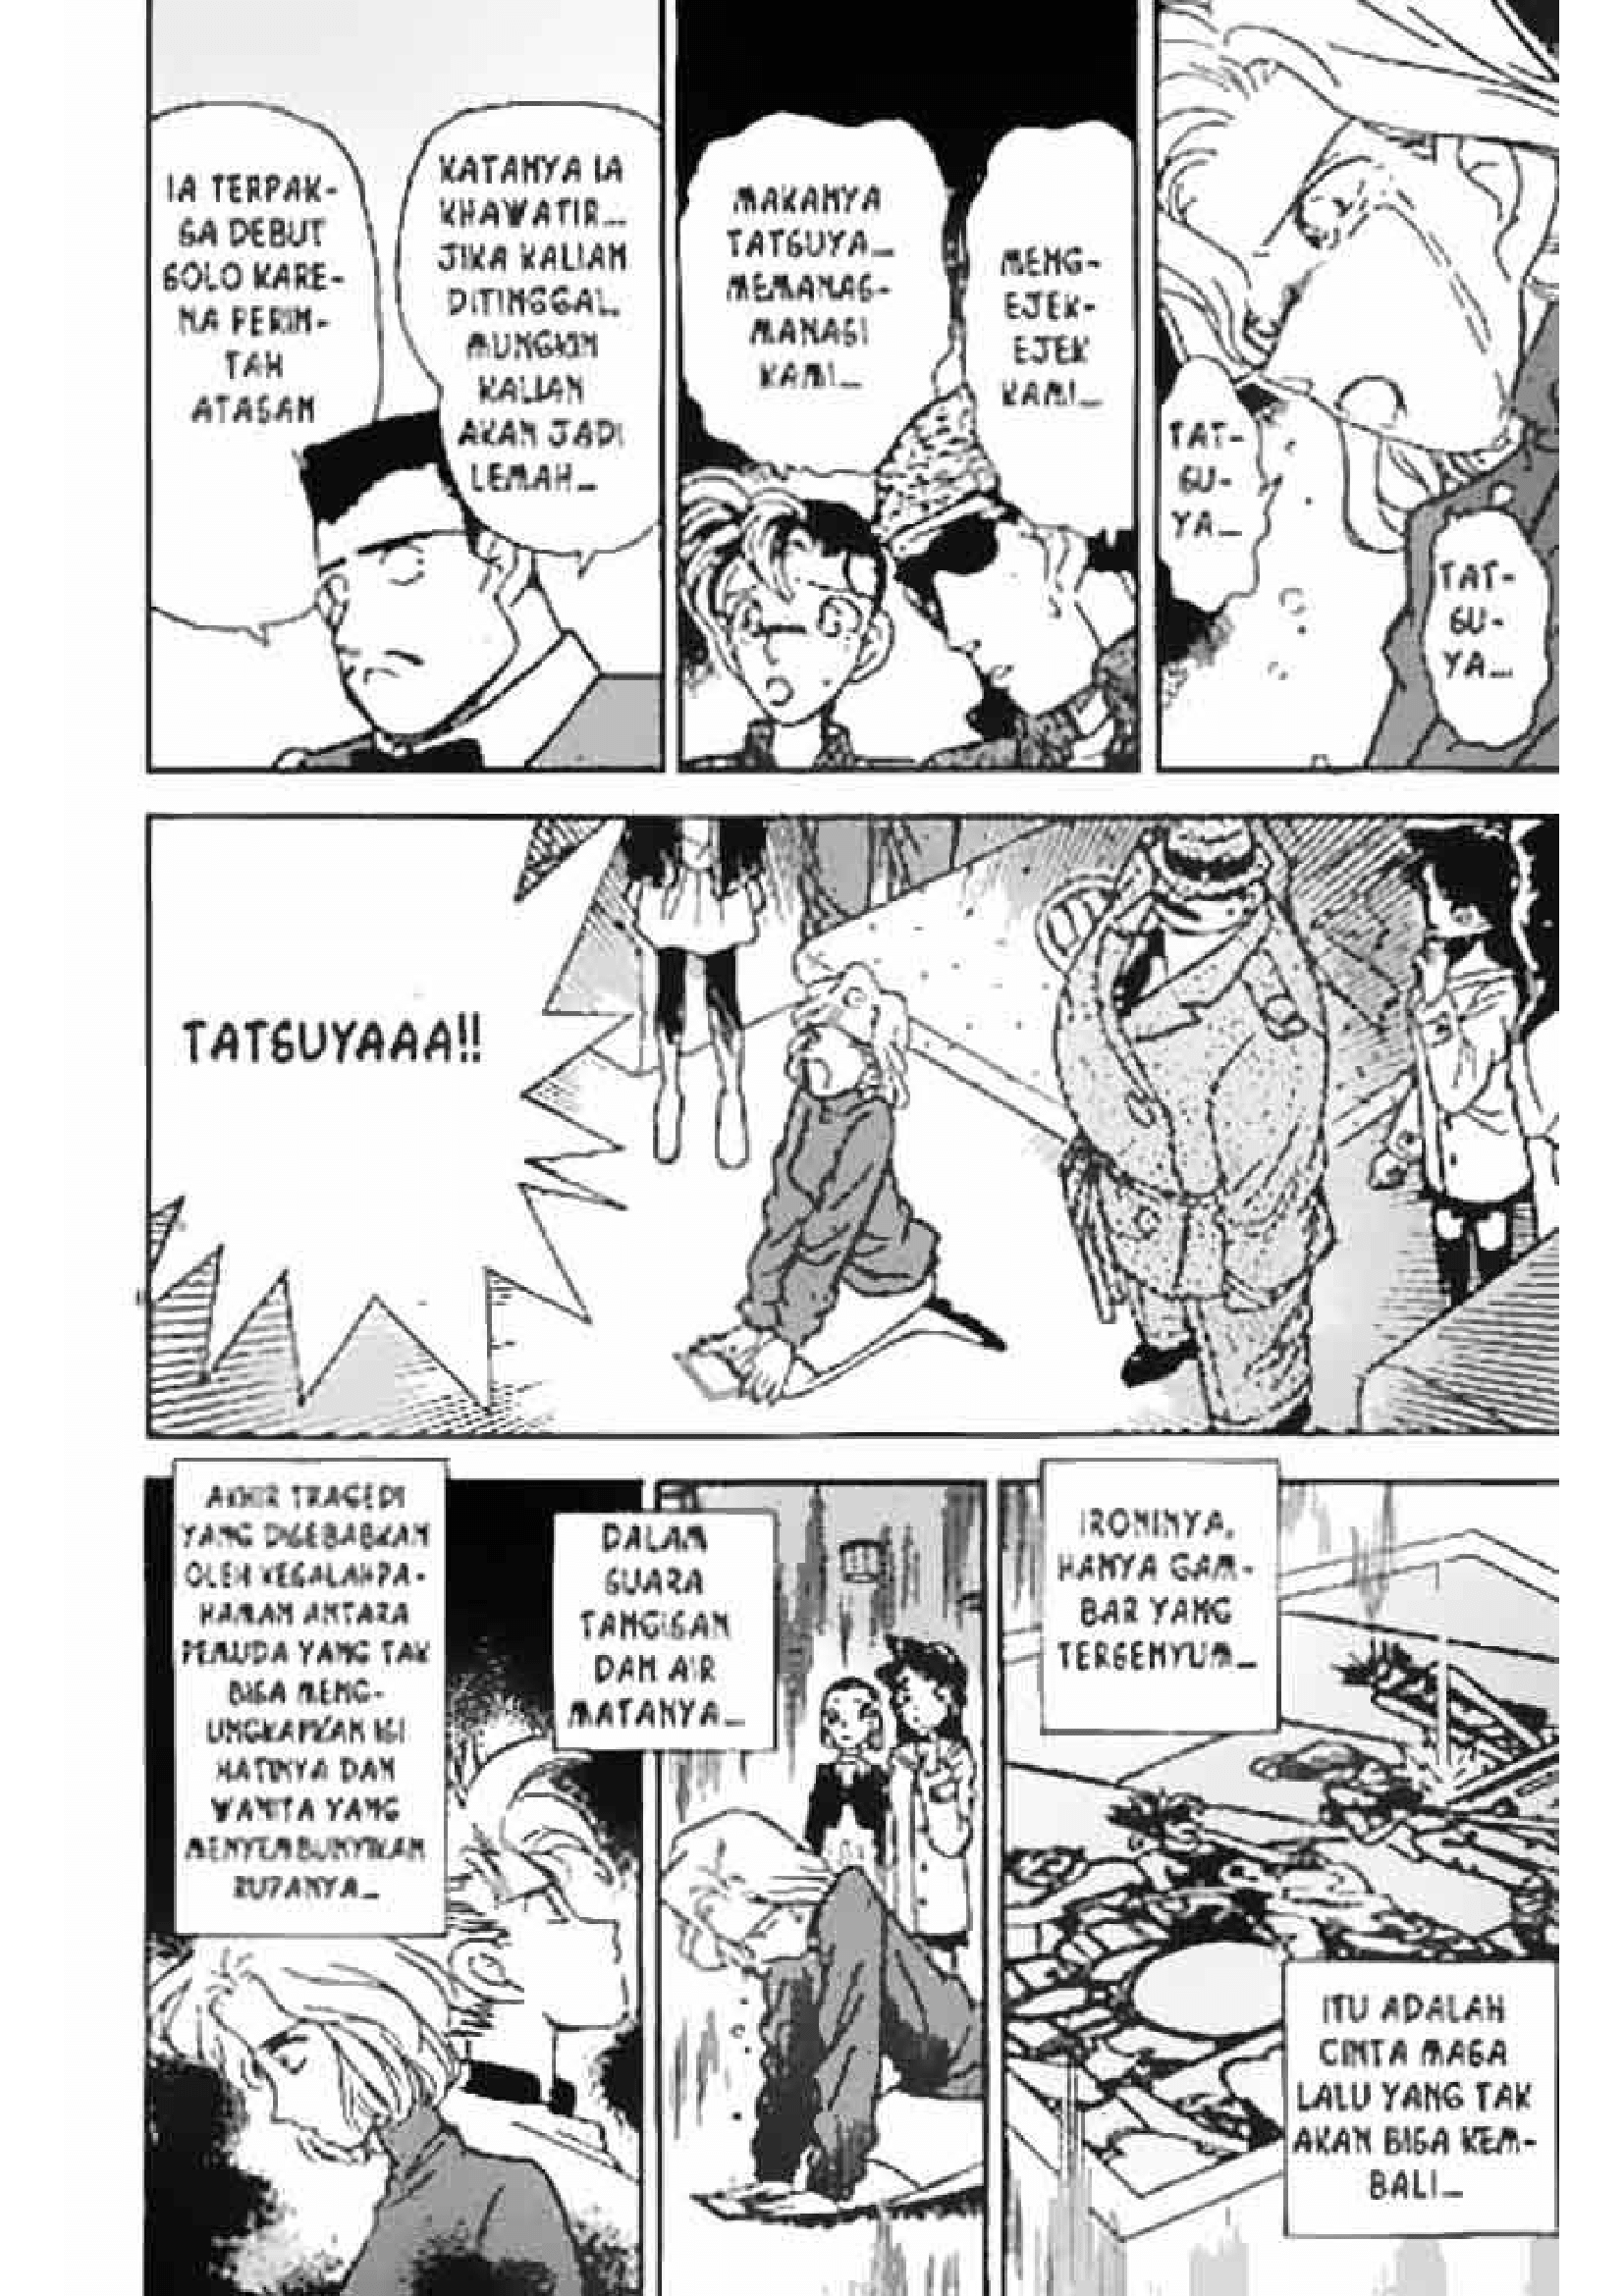 IA TERPAK-
SA DEBUT
SOLO KARE-
NA PERIN-
TAH
ATASAN
KATANYA IA
KHAWATIR...
JIKA KALIAN
DITINGGAL,
MUNGKIN
KALIAN
AKAN JADI
LEMAH...
MAKANYA
TATSUYA...
MEMANAS-
MANASI
KAMI...
MENG-
EJEK-
EJEK
KAMI...
TAT-
SU-
YA...
TAT-
SU-
YA...
TATSUYAAA!!
AKHIR TRAGEDI
YANG DISEBABKAN
OLEH KESALAHPA-
HAMAN ANTARA
PEMUDA YANG TAK
BISA MENG-
UNGKAPKAN ISI
HATINYA DAN
WANITA YANG
MENYEMBUNYIKAN
RUPANYA...
DALAM
SUARA
TANGISAN
DAN AIR
MATANYA...
IRONINYA,
HANYA GAM-
BAR YANG
TERSENYUM...
ITU ADALAH
CINTA MASA
LALU YANG TAK
AKAN BISA KEM-
BALI...